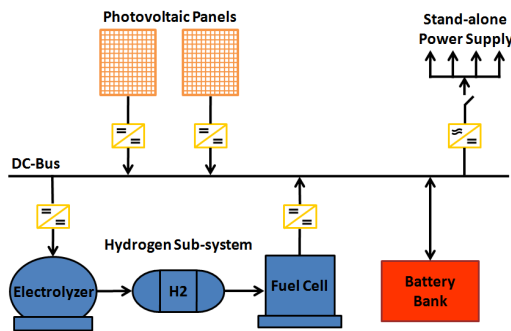 Photovoltaic Panels
Stand-alone
Power Supply
DC-Bus
Hydrogen Sub-system
Electrolyzer
H2
Fuel Cell
Battery
Bank